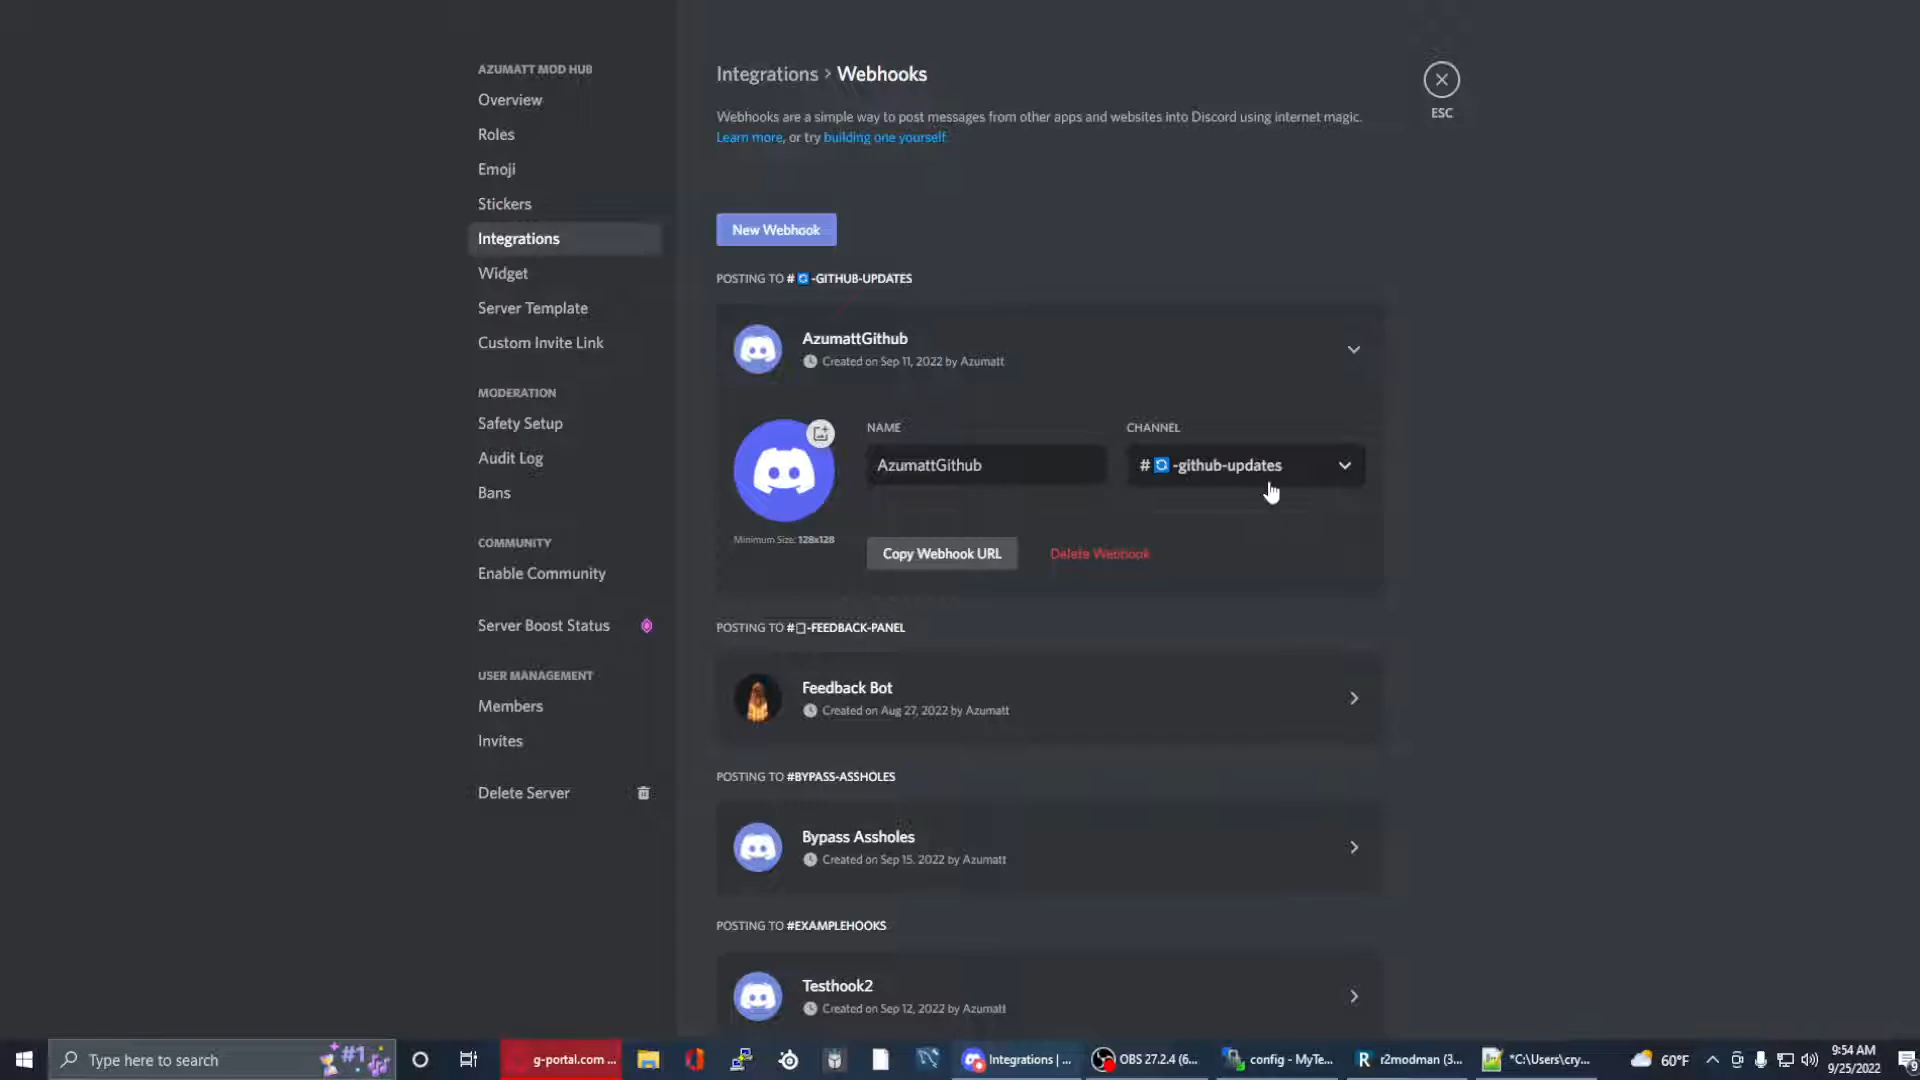 AZUMATT MOD HUB
Overview
Roles
Emoji
Stickers
Integrations
Widget
Server Template
Custom Invite Link
MODERATION
Safety Setup
Audit Log
Bans
COMMUNITY
Enable Community
Server Boost Status
USER MANAGEMENT
Members
Invites
Delete Server
Integrations > Webhooks
Webhooks are a simple way to post messages from other apps and websites into Discord using internet magic.
Learn more, or try building one yourself.
New Webhook
POSTING TO # -GITHUB-UPDATES
AzumattGithub
Created on Sep 11, 2022 by Azumatt
NAME
CHANNEL
AzumattGithub
# -github-updates
Minimum Size: 128x128
Copy Webhook URL
Delete Webhook
POSTING TO #-FEEDBACK-PANEL
Feedback Bot
Created on Aug 27, 2022 by Azumatt
POSTING TO #BYPASS-ASSHOLES
Bypass Assholes
Created on Sep 15, 2022 by Azumatt
POSTING TO #EXAMPLEHOOKS
Testhook2
Created on Sep 12, 2022 by Azumatt
ESC
Type here to search
#1
g-portal.com ...
Integrations | ...
OBS 27.2.4 (6...
config - MyTe...
R r2modman (3...
*C:\Users\cry...
60°F
9:54 AM
9/25/2022
9